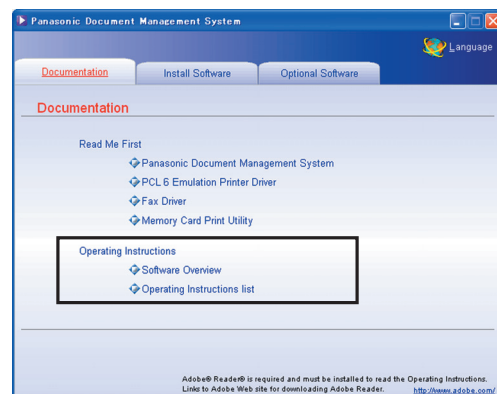 Panasonic Document Management System
Language
Documentation Install Software Optional Software
Documentation
Read Me First
Panasonic Document Management System
PCL6 Emulation Printer Driver
Fax Driver
Memory Card Print Utility
Operating Instructions
Software Overview
Operating Instructions list
Adobe® Reader® is required and must be installed to read the Operating Instructions.
Links to Adobe Web site for downloading Adobe Reader. http://www.adobe.com/